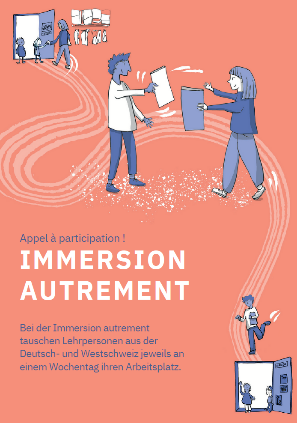 Appel à participation !
IMMERSION
AUTREMENT
Bei der Immersion autrement
tauschen Lehrpersonen aus der
Deutsch- und Westschweiz jeweils an
einem Wochentag ihren Arbeitsplatz.